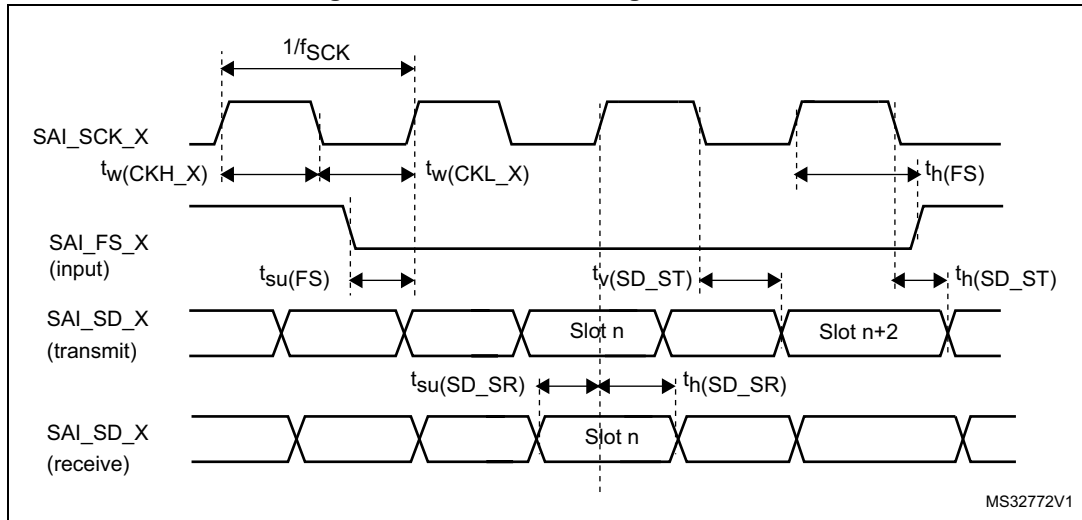 1/fSCK
SAI_SCK_X
tw(CKH_X) tw(CKL_X) th(FS)
SAI_FS_X
(input)
tsu(FS) tv(SD_ST) th(SD_ST)
SAI_SD_X
(transmit)
Slot n Slot n+2
tsu(SD_SR) th(SD_SR)
SAI_SD_X
(receive)
Slot n
MS32772V1